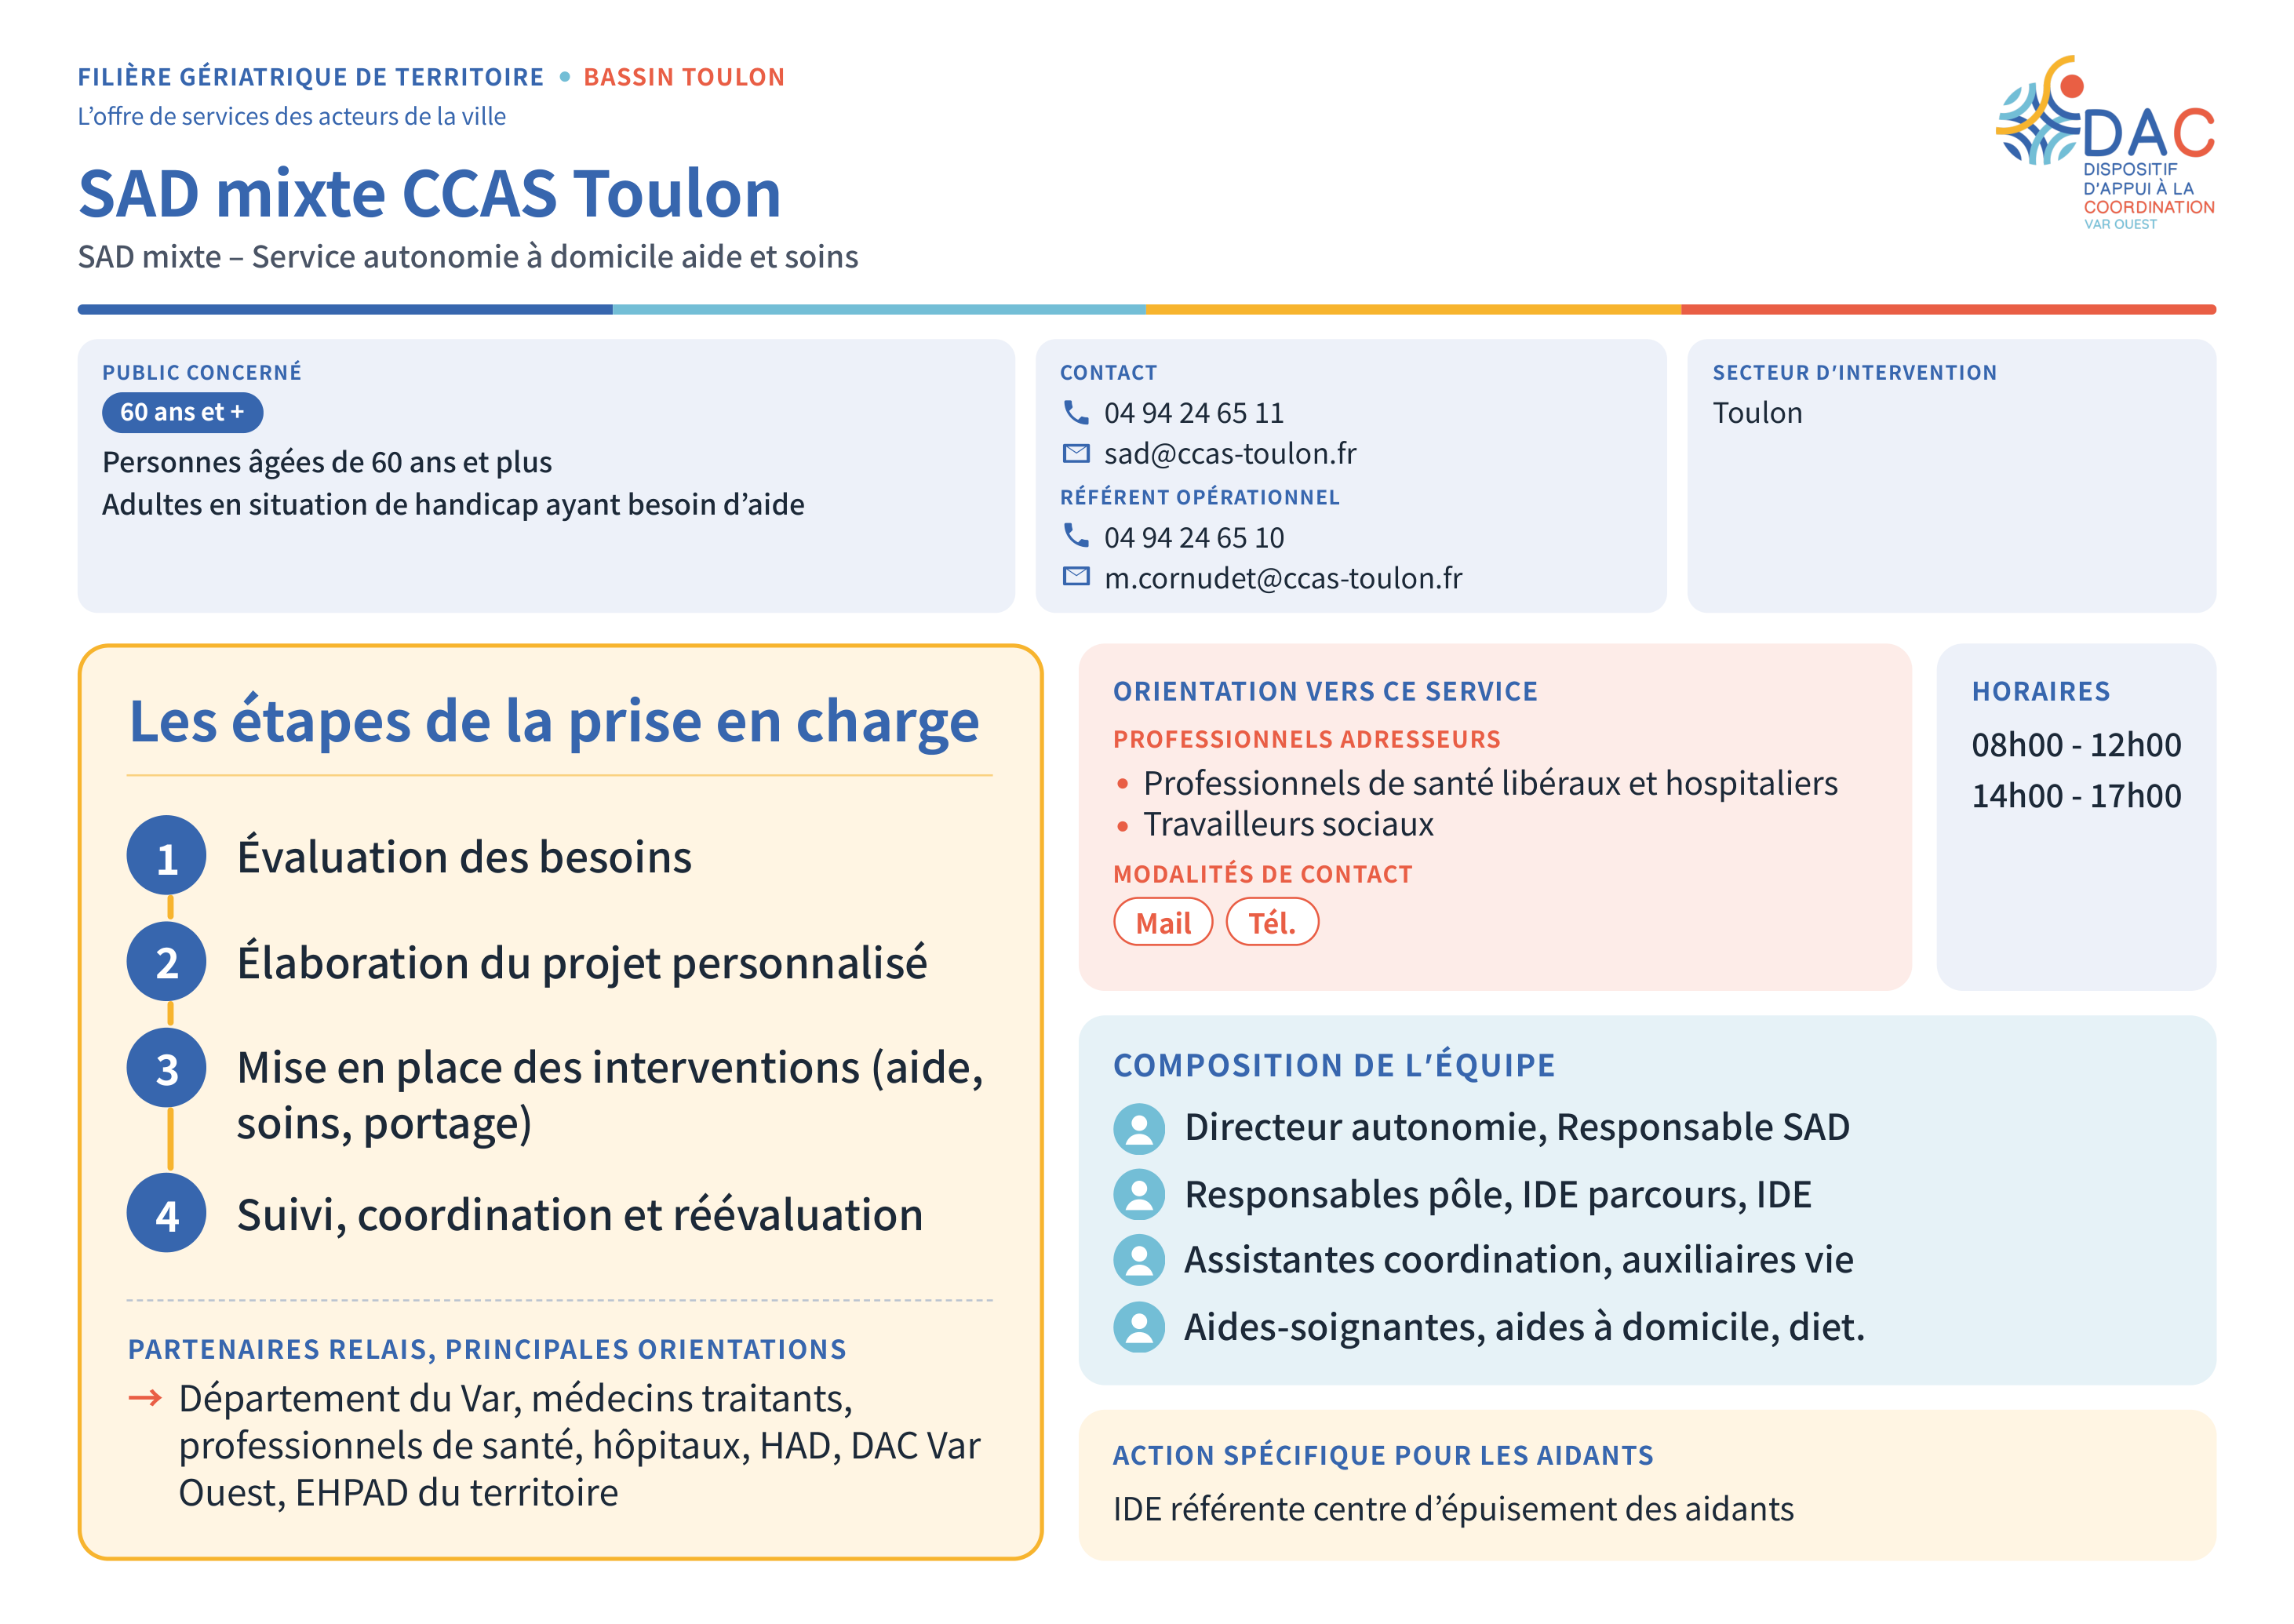 FILIÈRE GÉRIATRIQUE DE TERRITOIRE • BASSIN TOULON
L’offre de services des acteurs de la ville
SAD mixte CCAS Toulon
SAD mixte – Service autonomie à domicile aide et soins
DAC
DISPOSITIF
D’APPUI À LA
COORDINATION
VAR OUEST
PUBLIC CONCERNÉ
60 ans et +
Personnes âgées de 60 ans et plus
Adultes en situation de handicap ayant besoin d’aide
CONTACT
04 94 24 65 11
sad@ccas-toulon.fr
RÉFÉRENT OPÉRATIONNEL
04 94 24 65 10
m.cornudet@ccas-toulon.fr
SECTEUR D’INTERVENTION
Toulon
Les étapes de la prise en charge
1 Évaluation des besoins
2 Élaboration du projet personnalisé
3 Mise en place des interventions (aide,
soins, portage)
4 Suivi, coordination et réévaluation
PARTENAIRES RELAIS, PRINCIPALES ORIENTATIONS
→ Département du Var, médecins traitants,
professionnels de santé, hôpitaux, HAD, DAC Var
Ouest, EHPAD du territoire
ORIENTATION VERS CE SERVICE
PROFESSIONNELS ADRESSEURS
• Professionnels de santé libéraux et hospitaliers
• Travailleurs sociaux
MODALITÉS DE CONTACT
Mail Tél.
HORAIRES
08h00 - 12h00
14h00 - 17h00
COMPOSITION DE L’ÉQUIPE
Directeur autonomie, Responsable SAD
Responsables pôle, IDE parcours, IDE
Assistantes coordination, auxiliaires vie
Aides-soignantes, aides à domicile, diet.
ACTION SPÉCIFIQUE POUR LES AIDANTS
IDE référente centre d’épuisement des aidants